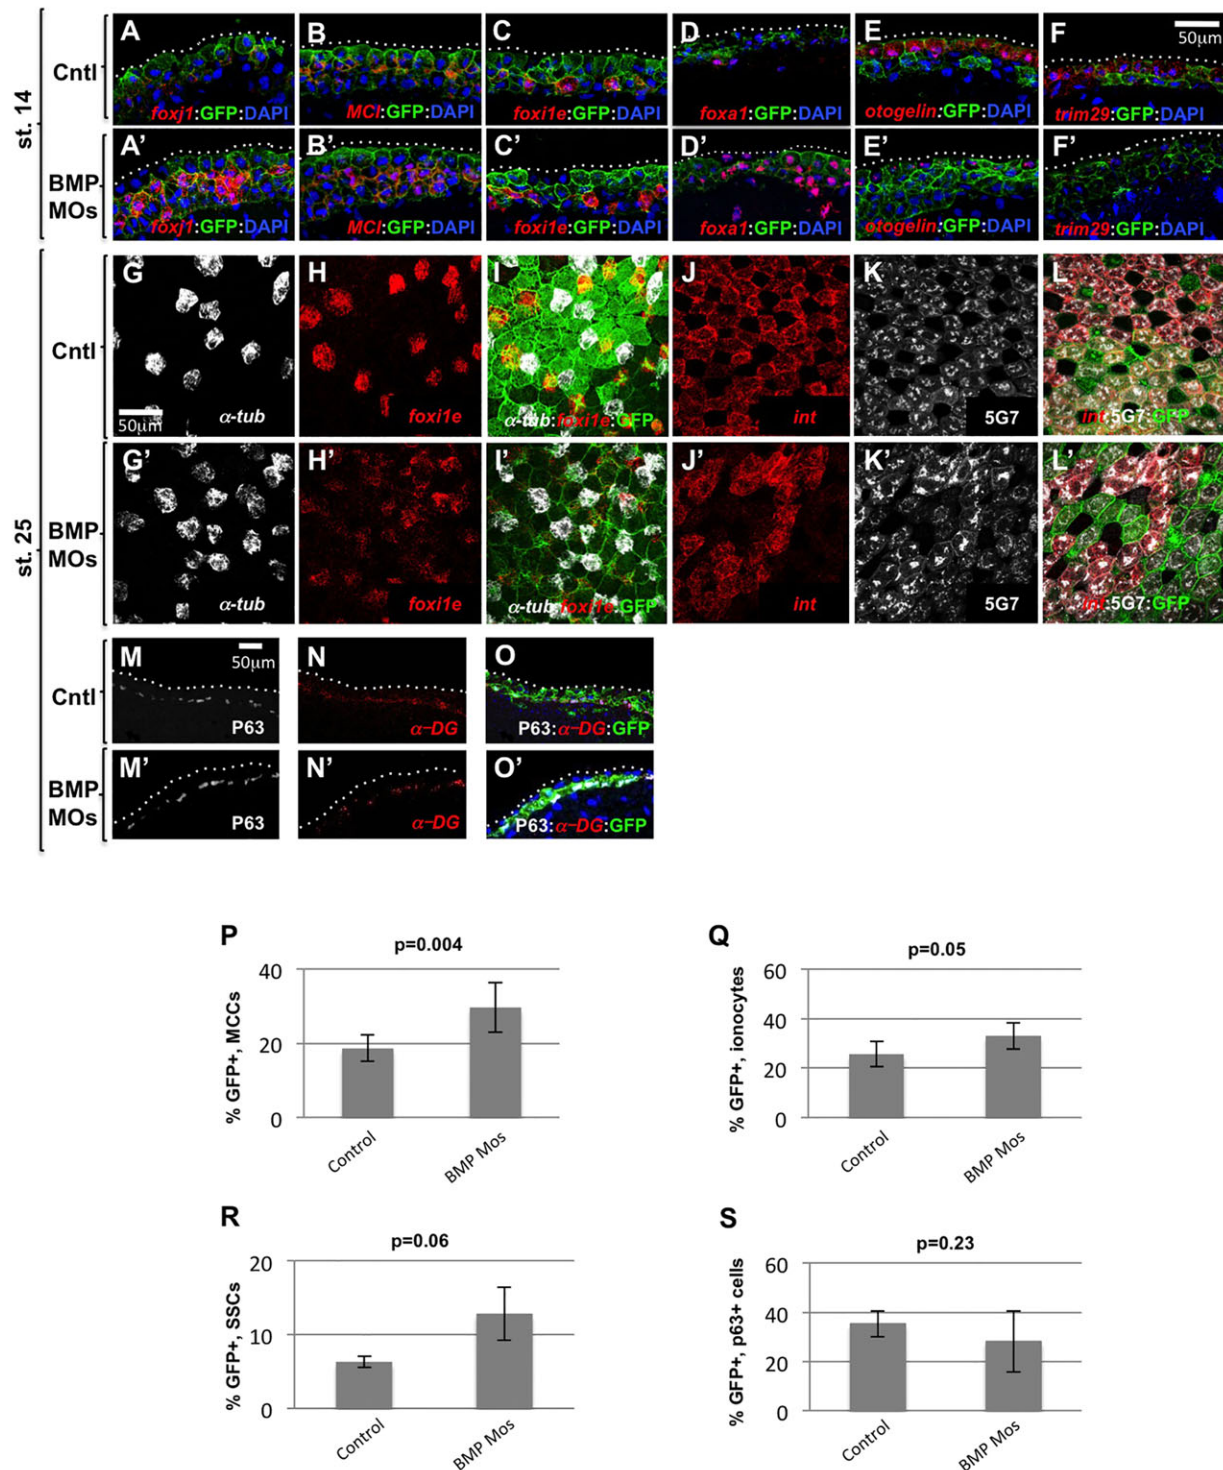 st. 14
Cntl
A
foxj1:GFP:DAPI
B
MCI:GFP:DAPI
C
foxi1e:GFP:DAPI
D
foxa1:GFP:DAPI
E
otogelin:GFP:DAPI
F
50μm
trim29:GFP:DAPI
BMP
MOs
A'
foxj1:GFP:DAPI
B'
MCI:GFP:DAPI
C'
foxi1e:GFP:DAPI
D'
foxa1:GFP:DAPI
E'
otogelin:GFP:DAPI
F'
trim29:GFP:DAPI
st. 25
Cntl
G
50μm
α-tub
H
foxi1e
I
α-tub:foxi1e:GFP
J
int
K
5G7
L
int:5G7:GFP
BMP
MOs
G'
α-tub
H'
foxi1e
I'
α-tub:foxi1e:GFP
J'
int
K'
5G7
L'
int:5G7:GFP
Cntl
M
50μm
P63
N
α-DG
O
P63:α-DG:GFP
BMP
MOs
M'
P63
N'
α-DG
O'
P63:α-DG:GFP
P
p=0.004
% GFP+, MCCs
40
20
0
Control
BMP Mos
Q
p=0.05
% GFP+, ionocytes
60
40
20
0
Control
BMP Mos
R
p=0.06
% GFP+, SSCs
20
10
0
Control
BMP Mos
S
p=0.23
% GFP+, p63+ cells
60
40
20
0
Control
BMP Mos